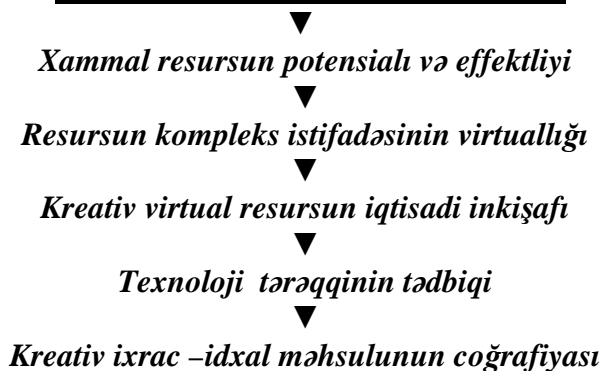 Xammal resursun potensialı və effektliyi
Resursun kompleks istifadəsinin virtuallığı
Kreativ virtual resursun iqtisadi inkişafı
Texnoloji tərəqqinin tədbiqi
Kreativ ixrac –idxal məhsulunun coğrafiyası